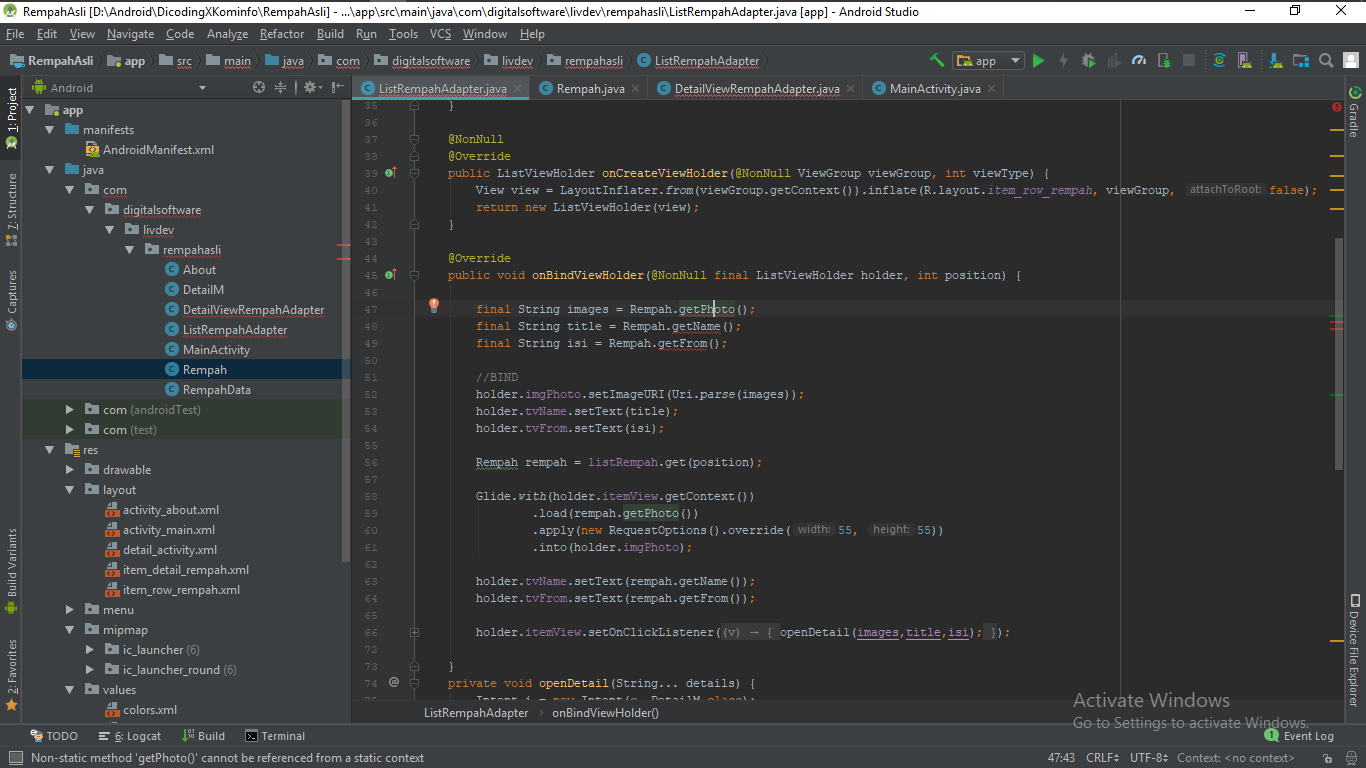 RempahAsli [D:\Android\DicodingXKominfo\RempahAsli] - ...\app\src\main\java\com\digitalsoftware\livdev\rempahasli\ListRempahAdapter.java [app] - Android Studio
File Edit View Navigate Code Analyze Refactor Build Run Tools VCS Window Help
RempahAsli app src main java com digitalsoftware livdev rempahasli ListRempahAdapter app
Android ListRempahAdapter.java Rempah.java DetailViewRempahAdapter.java MainActivity.java
1: Project
7: Structure
Captures
Build Variants
2: Favorites
app
manifests
AndroidManifest.xml
java
com
digitalsoftware
livdev
rempahasli
About
DetailM
DetailViewRempahAdapter
ListRempahAdapter
MainActivity
Rempah
RempahData
com (androidTest)
com (test)
res
drawable
layout
activity_about.xml
activity_main.xml
detail_activity.xml
item_detail_rempah.xml
item_row_rempah.xml
menu
mipmap
ic_launcher (6)
ic_launcher_round (6)
values
colors.xml
35 }
36
37 @NonNull
38 @Override
39 public ListViewHolder onCreateViewHolder(@NonNull ViewGroup viewGroup, int viewType) {
40 View view = LayoutInflater.from(viewGroup.getContext()).inflate(R.layout.item_row_rempah, viewGroup, attachToRoot: false);
41 return new ListViewHolder(view);
42 }
43
44 @Override
45 public void onBindViewHolder(@NonNull final ListViewHolder holder, int position) {
46
47 final String images = Rempah.getPhoto();
48 final String title = Rempah.getName();
49 final String isi = Rempah.getFrom();
50
51 //BIND
52 holder.imgPhoto.setImageURI(Uri.parse(images));
53 holder.tvName.setText(title);
54 holder.tvFrom.setText(isi);
55
56 Rempah rempah = listRempah.get(position);
57
58 Glide.with(holder.itemView.getContext())
59 .load(rempah.getPhoto())
60 .apply(new RequestOptions().override( width: 55, height: 55))
61 .into(holder.imgPhoto);
62
63 holder.tvName.setText(rempah.getName());
64 holder.tvFrom.setText(rempah.getFrom());
65
66 holder.itemView.setOnClickListener((v) → { openDetail(images,title,isi); });
72
73 }
74 @ private void openDetail(String... details) {
75 Intent i = new Intent(c, DetailM.class);
ListRempahAdapter › onBindViewHolder()
Gradle
Device File Explorer
Activate Windows
Go to Settings to activate Windows.
TODO 6: Logcat Build Terminal 1 Event Log
Non-static method 'getPhoto()' cannot be referenced from a static context 47:43 CRLF UTF-8 Context: <no context>